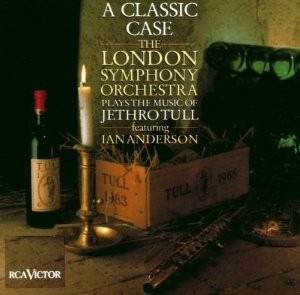 A CLASSIC
CASE
THE
LONDON
SYMPHONY
ORCHESTRA
PLAYS THE MUSIC OF
JETHRO TULL
featuring
IAN ANDERSON
TULL
TULL
1983
TULL
1968
RCA VICTOR